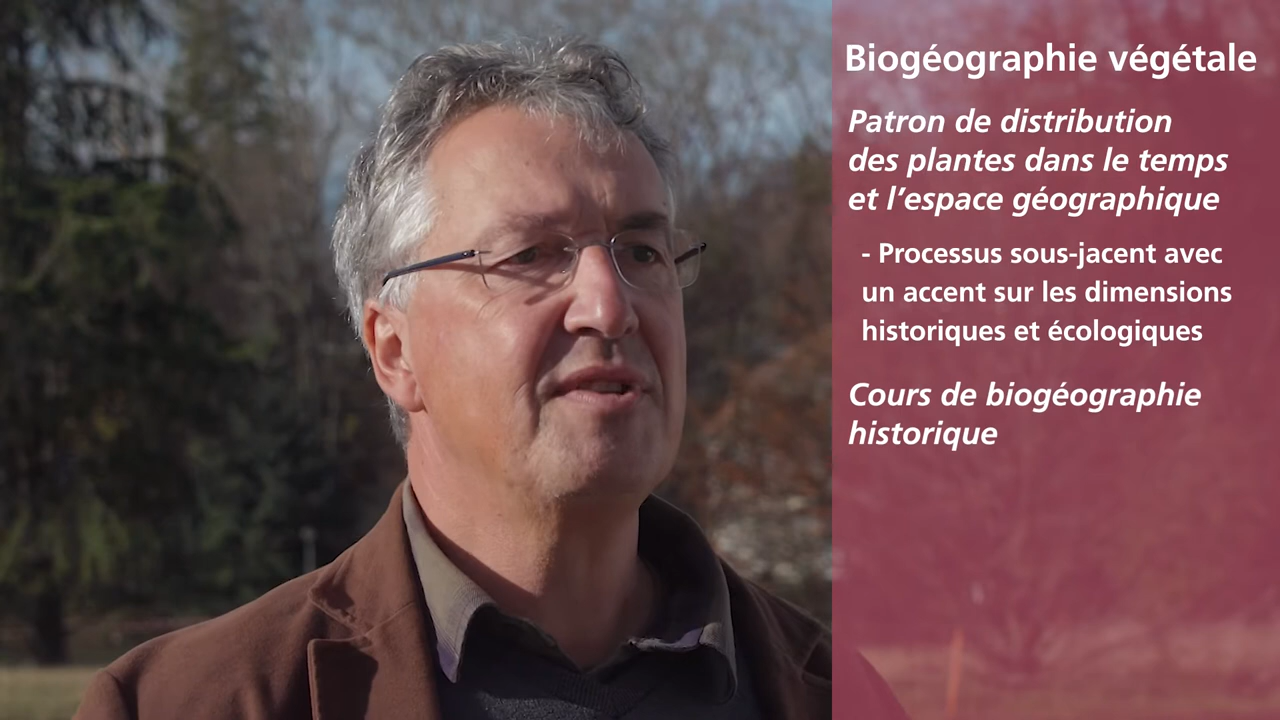 Biogéographie végétale
Patron de distribution
des plantes dans le temps
et l’espace géographique
- Processus sous-jacent avec
un accent sur les dimensions
historiques et écologiques
Cours de biogéographie
historique